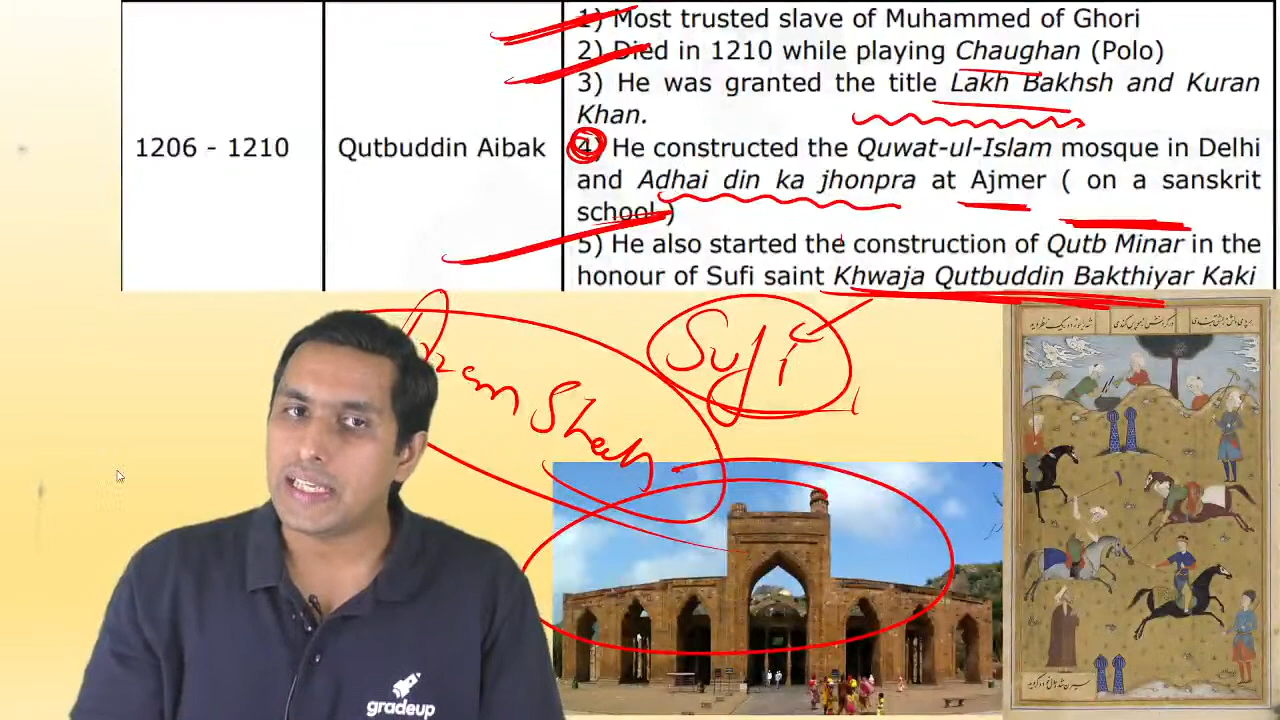 1) Most trusted slave of Muhammed of Ghori
2) Died in 1210 while playing Chaughan (Polo)
3) He was granted the title Lakh Bakhsh and Kuran
Khan.
1206 - 1210
Qutbuddin Aibak
4) He constructed the Quwat-ul-Islam mosque in Delhi
and Adhai din ka jhonpra at Ajmer ( on a sanskrit
school )
5) He also started the construction of Qutb Minar in the
honour of Sufi saint Khwaja Qutbuddin Bakthiyar Kaki
Sufi
Shah
gradeup